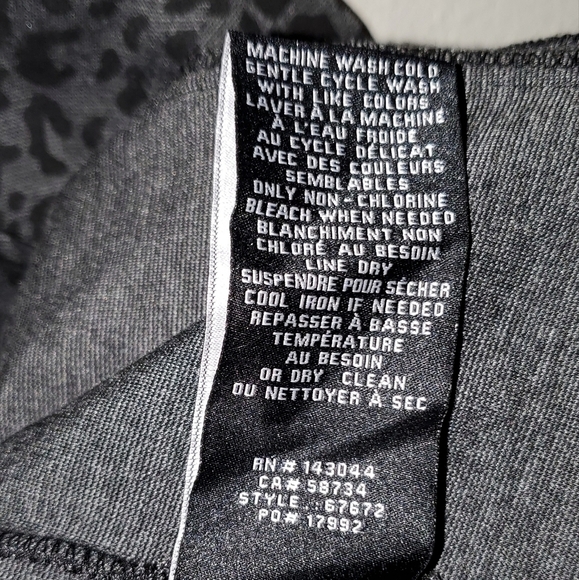 MACHINE WASH COLD
GENTLE CYCLE WASH
WITH LIKE COLORS
LAVER À LA MACHINE
À L'EAU FROIDE
AU CYCLE DÉLICAT
AVEC DES COULEURS
SEMBLABLES
ONLY NON-CHLORINE
BLEACH WHEN NEEDED
BLANCHIMENT NON
CHLORÉ AU BESOIN
LINE DRY
SUSPENDRE POUR SÉCHER
COOL IRON IF NEEDED
REPASSER À BASSE
TEMPÉRATURE
AU BESOIN
OR DRY CLEAN
OU NETTOYER À SEC
RN# 143044
CA# 58734
STYLE: 67672
PO# 17992